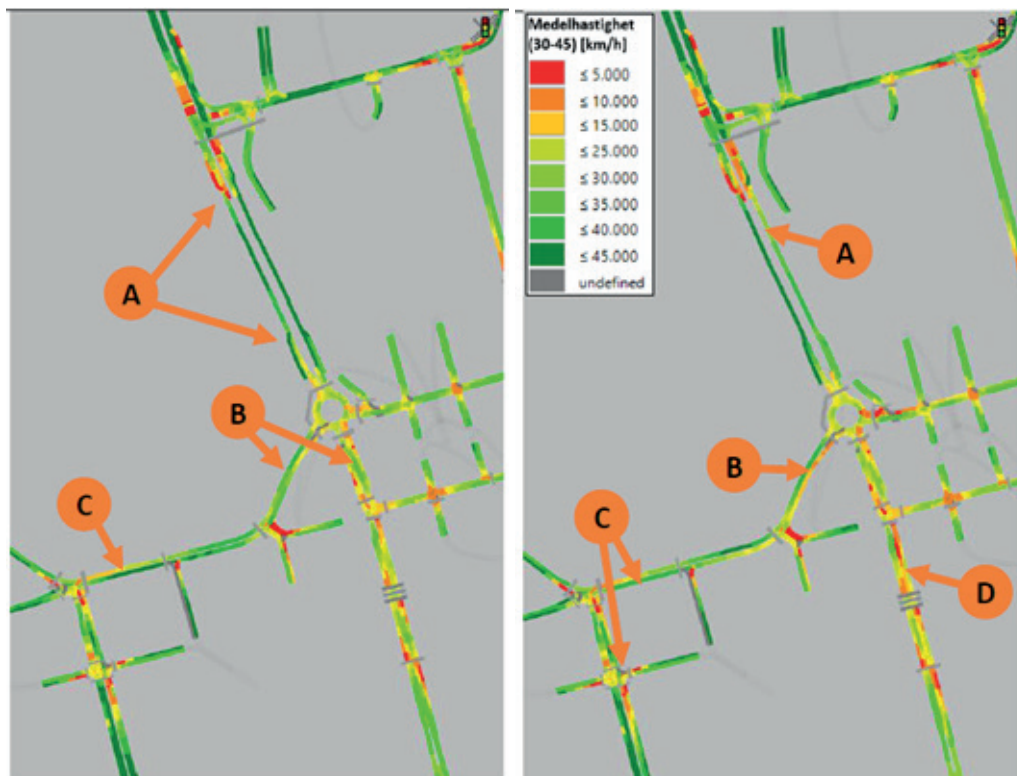 A
B
C
Medelhastighet
(30-45) [km/h]
≤ 5.000
≤ 10.000
≤ 15.000
≤ 25.000
≤ 30.000
≤ 35.000
≤ 40.000
≤ 45.000
undefined
A
B
C
D